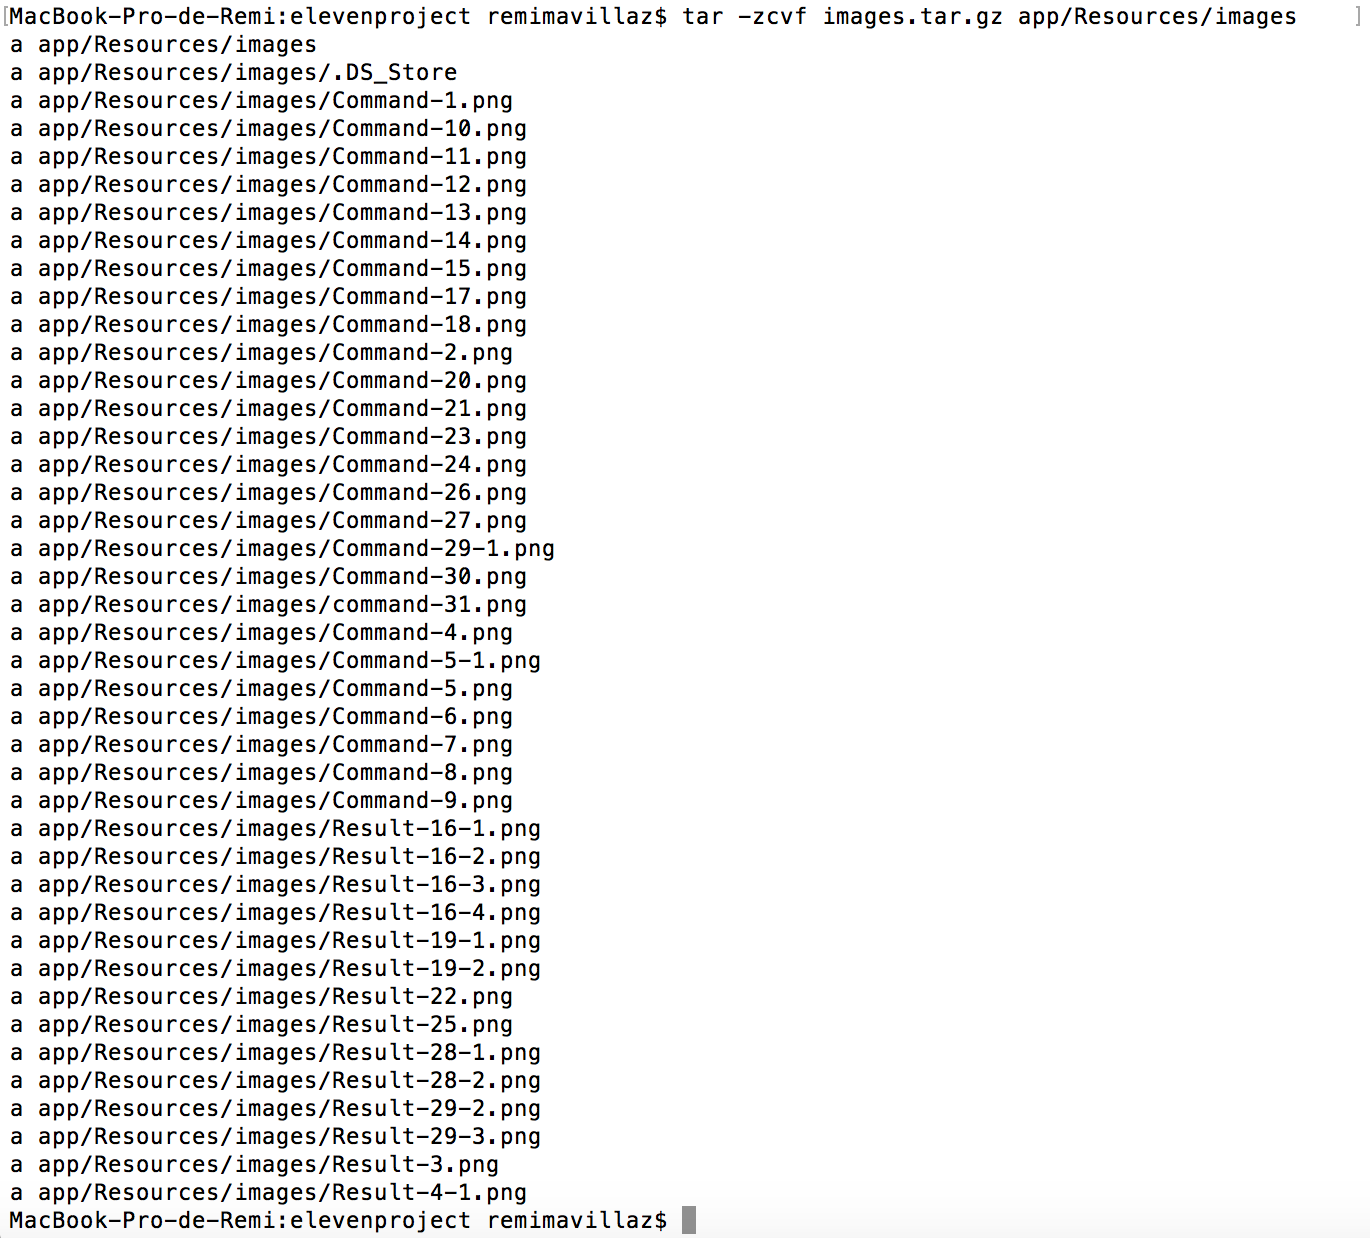 [MacBook-Pro-de-Remi:elevenproject remimavillaz$ tar -zcvf images.tar.gz app/Resources/images ]
a app/Resources/images
a app/Resources/images/.DS_Store
a app/Resources/images/Command-1.png
a app/Resources/images/Command-10.png
a app/Resources/images/Command-11.png
a app/Resources/images/Command-12.png
a app/Resources/images/Command-13.png
a app/Resources/images/Command-14.png
a app/Resources/images/Command-15.png
a app/Resources/images/Command-17.png
a app/Resources/images/Command-18.png
a app/Resources/images/Command-2.png
a app/Resources/images/Command-20.png
a app/Resources/images/Command-21.png
a app/Resources/images/Command-23.png
a app/Resources/images/Command-24.png
a app/Resources/images/Command-26.png
a app/Resources/images/Command-27.png
a app/Resources/images/Command-29-1.png
a app/Resources/images/Command-30.png
a app/Resources/images/command-31.png
a app/Resources/images/Command-4.png
a app/Resources/images/Command-5-1.png
a app/Resources/images/Command-5.png
a app/Resources/images/Command-6.png
a app/Resources/images/Command-7.png
a app/Resources/images/Command-8.png
a app/Resources/images/Command-9.png
a app/Resources/images/Result-16-1.png
a app/Resources/images/Result-16-2.png
a app/Resources/images/Result-16-3.png
a app/Resources/images/Result-16-4.png
a app/Resources/images/Result-19-1.png
a app/Resources/images/Result-19-2.png
a app/Resources/images/Result-22.png
a app/Resources/images/Result-25.png
a app/Resources/images/Result-28-1.png
a app/Resources/images/Result-28-2.png
a app/Resources/images/Result-29-2.png
a app/Resources/images/Result-29-3.png
a app/Resources/images/Result-3.png
a app/Resources/images/Result-4-1.png
MacBook-Pro-de-Remi:elevenproject remimavillaz$